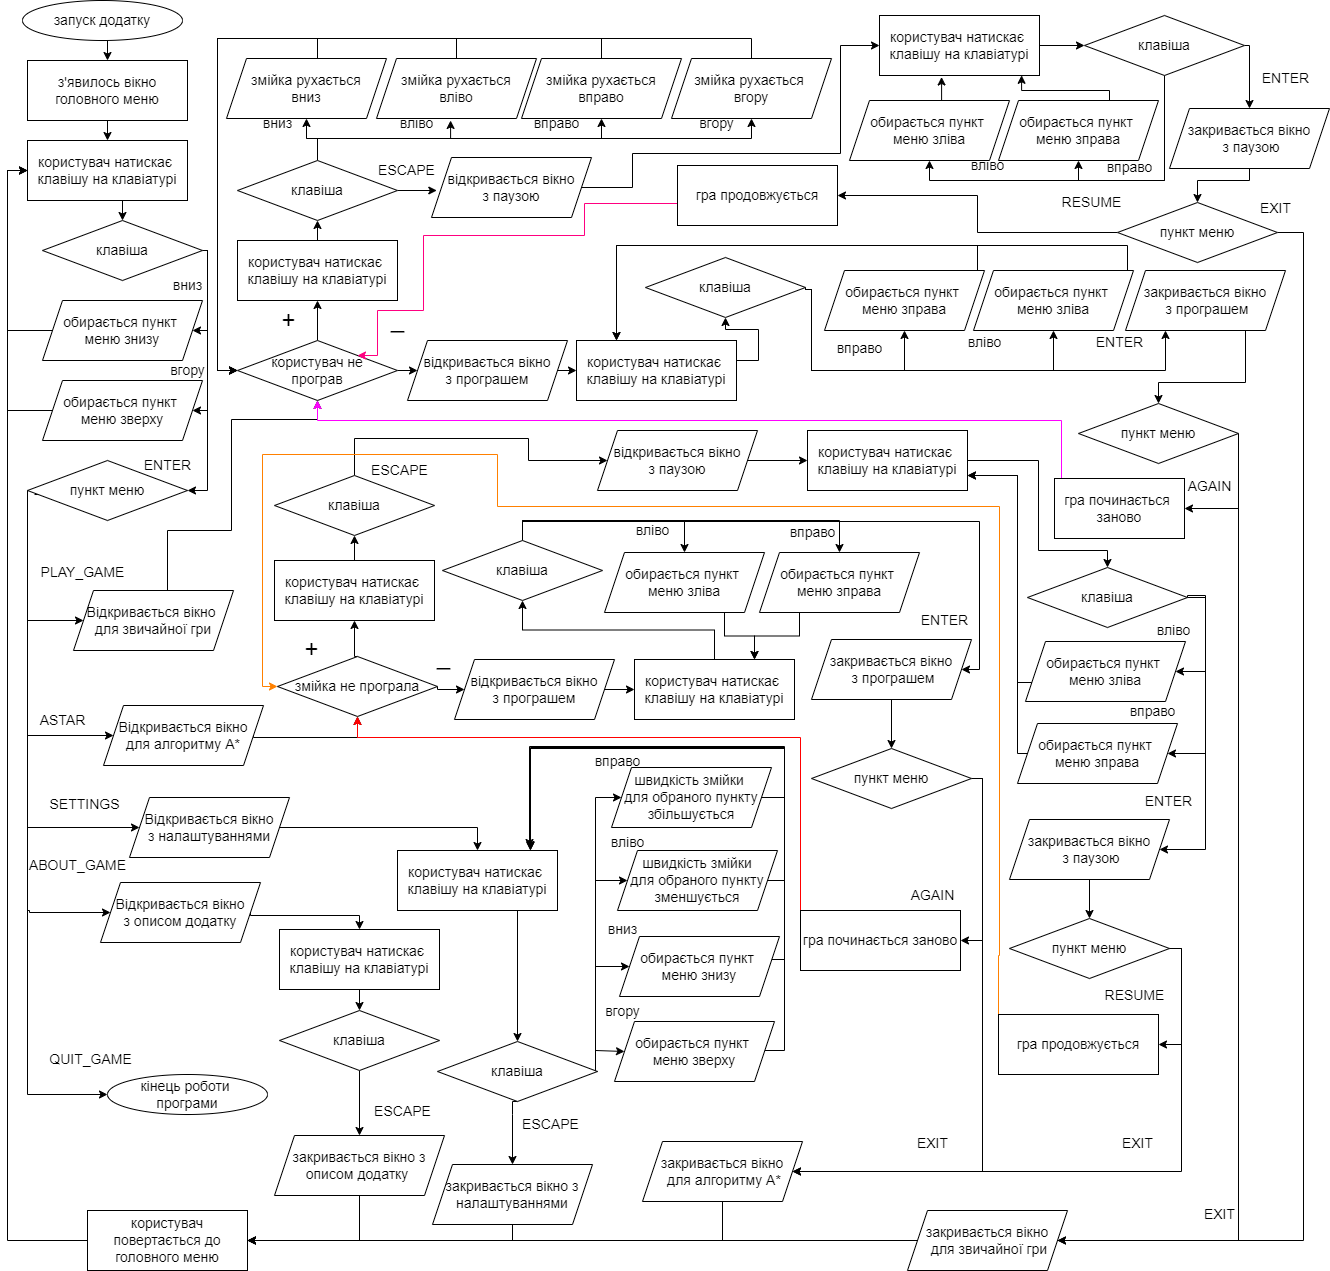 запуск додатку
з'явилось вікно
головного меню
користувач натискає
клавішу на клавіатурі
клавіша
вниз
обирається пункт
меню знизу
вгору
обирається пункт
меню зверху
ENTER
пункт меню
PLAY_GAME
Відкривається вікно
для звичайної гри
ASTAR
Відкривається вікно
для алгоритму A*
SETTINGS
Відкривається вікно
з налаштуваннями
ABOUT_GAME
Відкривається вікно
з описом додатку
QUIT_GAME
кінець роботи
програми
користувач
повертається до
головного меню
змійка рухається
вниз
змійка рухається
вліво
змійка рухається
вправо
змійка рухається
вгору
вниз
вліво
вправо
вгору
клавіша
ESCAPE
відкривається вікно
з паузою
користувач натискає
клавішу на клавіатурі
+
–
користувач не
програв
відкривається вікно
з програшем
користувач натискає
клавішу на клавіатурі
клавіша
гра продовжується
користувач натискає
клавішу на клавіатурі
клавіша
ENTER
обирається пункт
меню зліва
обирається пункт
меню зправа
вліво
вправо
закривається вікно
з паузою
RESUME
EXIT
пункт меню
обирається пункт
меню зправа
обирається пункт
меню зліва
закривається вікно
з програшем
вправо
вліво
ENTER
пункт меню
AGAIN
гра починається
заново
ESCAPE
відкривається вікно
з паузою
користувач натискає
клавішу на клавіатурі
клавіша
користувач натискає
клавішу на клавіатурі
+
–
змійка не програла
відкривається вікно
з програшем
користувач натискає
клавішу на клавіатурі
клавіша
вліво
вправо
обирається пункт
меню зліва
обирається пункт
меню зправа
ENTER
закривається вікно
з програшем
пункт меню
AGAIN
гра починається заново
клавіша
вліво
обирається пункт
меню зліва
вправо
обирається пункт
меню зправа
ENTER
закривається вікно
з паузою
пункт меню
RESUME
гра продовжується
користувач натискає
клавішу на клавіатурі
вправо
швидкість змійки
для обраного пункту
збільшується
вліво
швидкість змійки
для обраного пункту
зменшується
вниз
обирається пункт
меню знизу
вгору
обирається пункт
меню зверху
клавіша
ESCAPE
закривається вікно з
налаштуваннями
користувач натискає
клавішу на клавіатурі
клавіша
ESCAPE
закривається вікно з
описом додатку
EXIT
EXIT
закривається вікно
для алгоритму A*
EXIT
закривається вікно
для звичайної гри